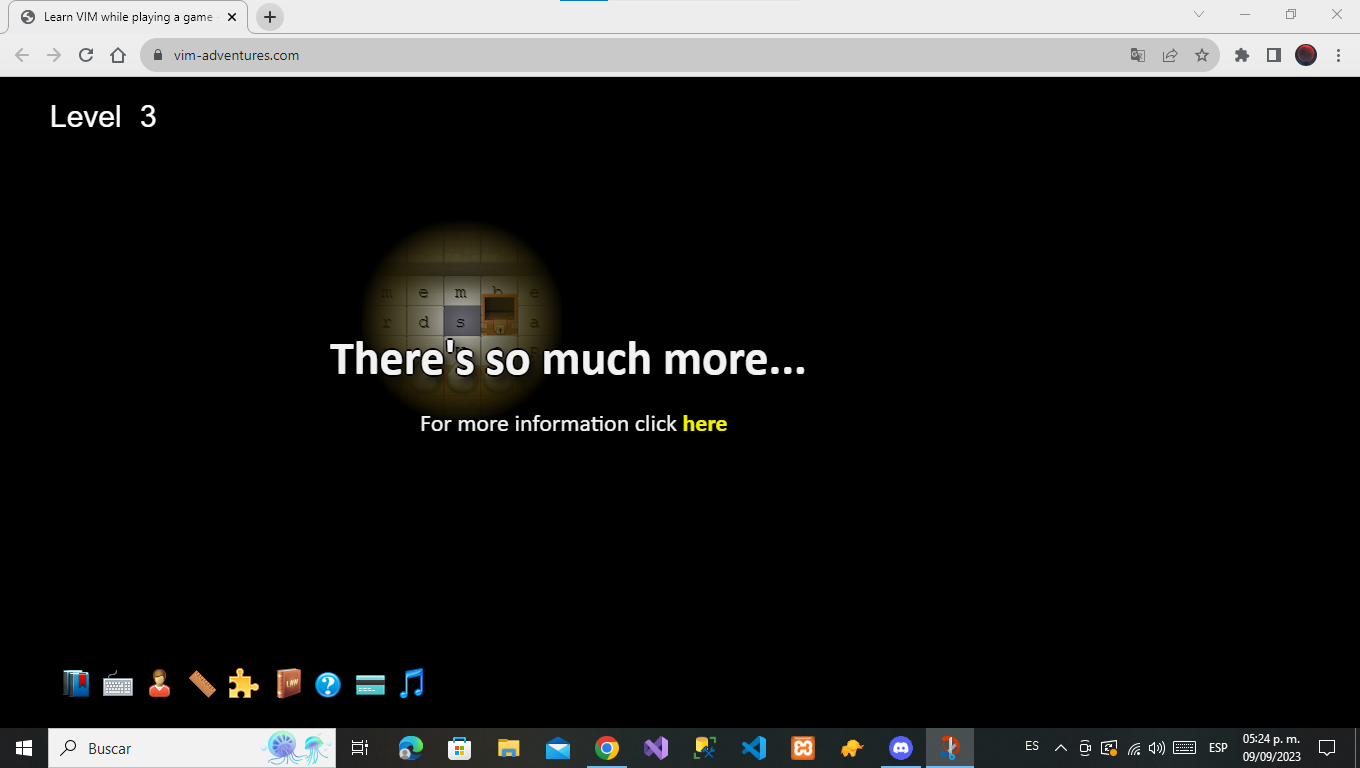 Learn VIM while playing a game
vim-adventures.com
Level 3
m e m b e
r d s a
There's so much more...
For more information click here
LAW
Buscar
ES
ESP
05:24 p. m.
09/09/2023